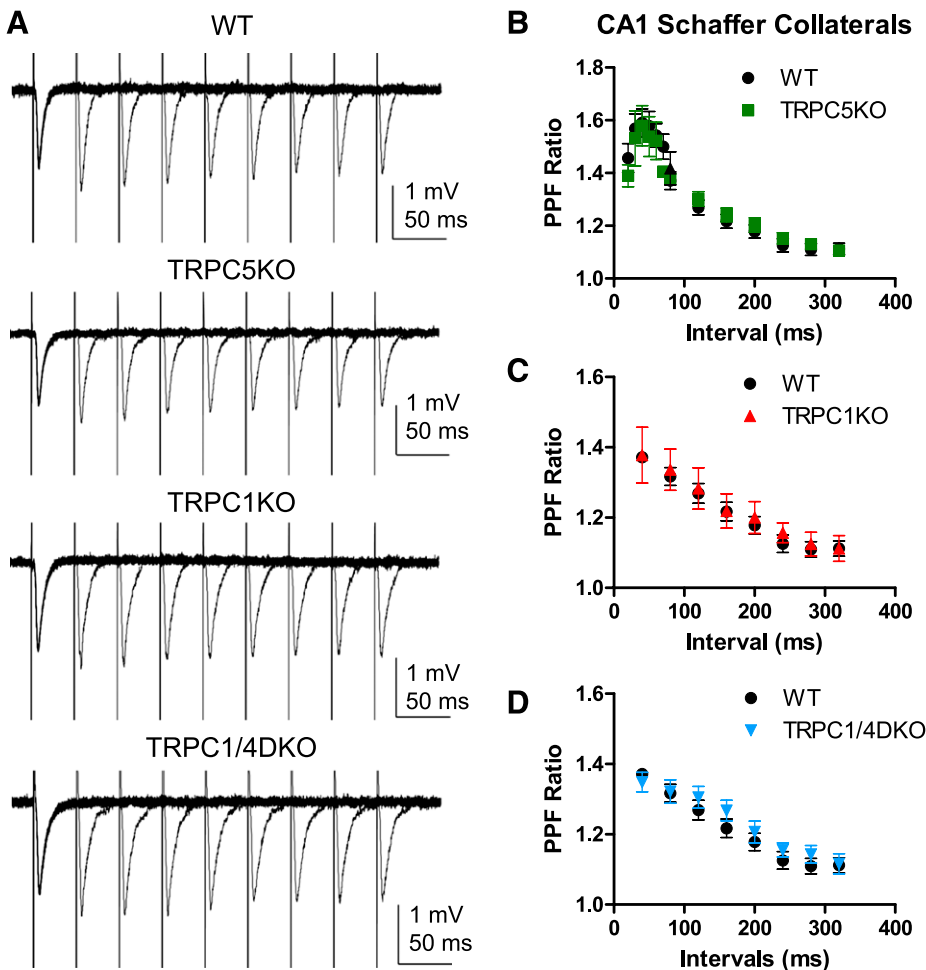 A
WT
1 mV
50 ms
TRPC5KO
1 mV
50 ms
TRPC1KO
1 mV
50 ms
TRPC1/4DKO
1 mV
50 ms
B
CA1 Schaffer Collaterals
WT
TRPC5KO
PPF Ratio
1.8
1.6
1.4
1.2
1.0
0 100 200 300 400
Interval (ms)
C
WT
TRPC1KO
PPF Ratio
1.6
1.4
1.2
1.0
0 100 200 300 400
Interval (ms)
D
WT
TRPC1/4DKO
PPF Ratio
1.6
1.4
1.2
1.0
0 100 200 300 400
Intervals (ms)